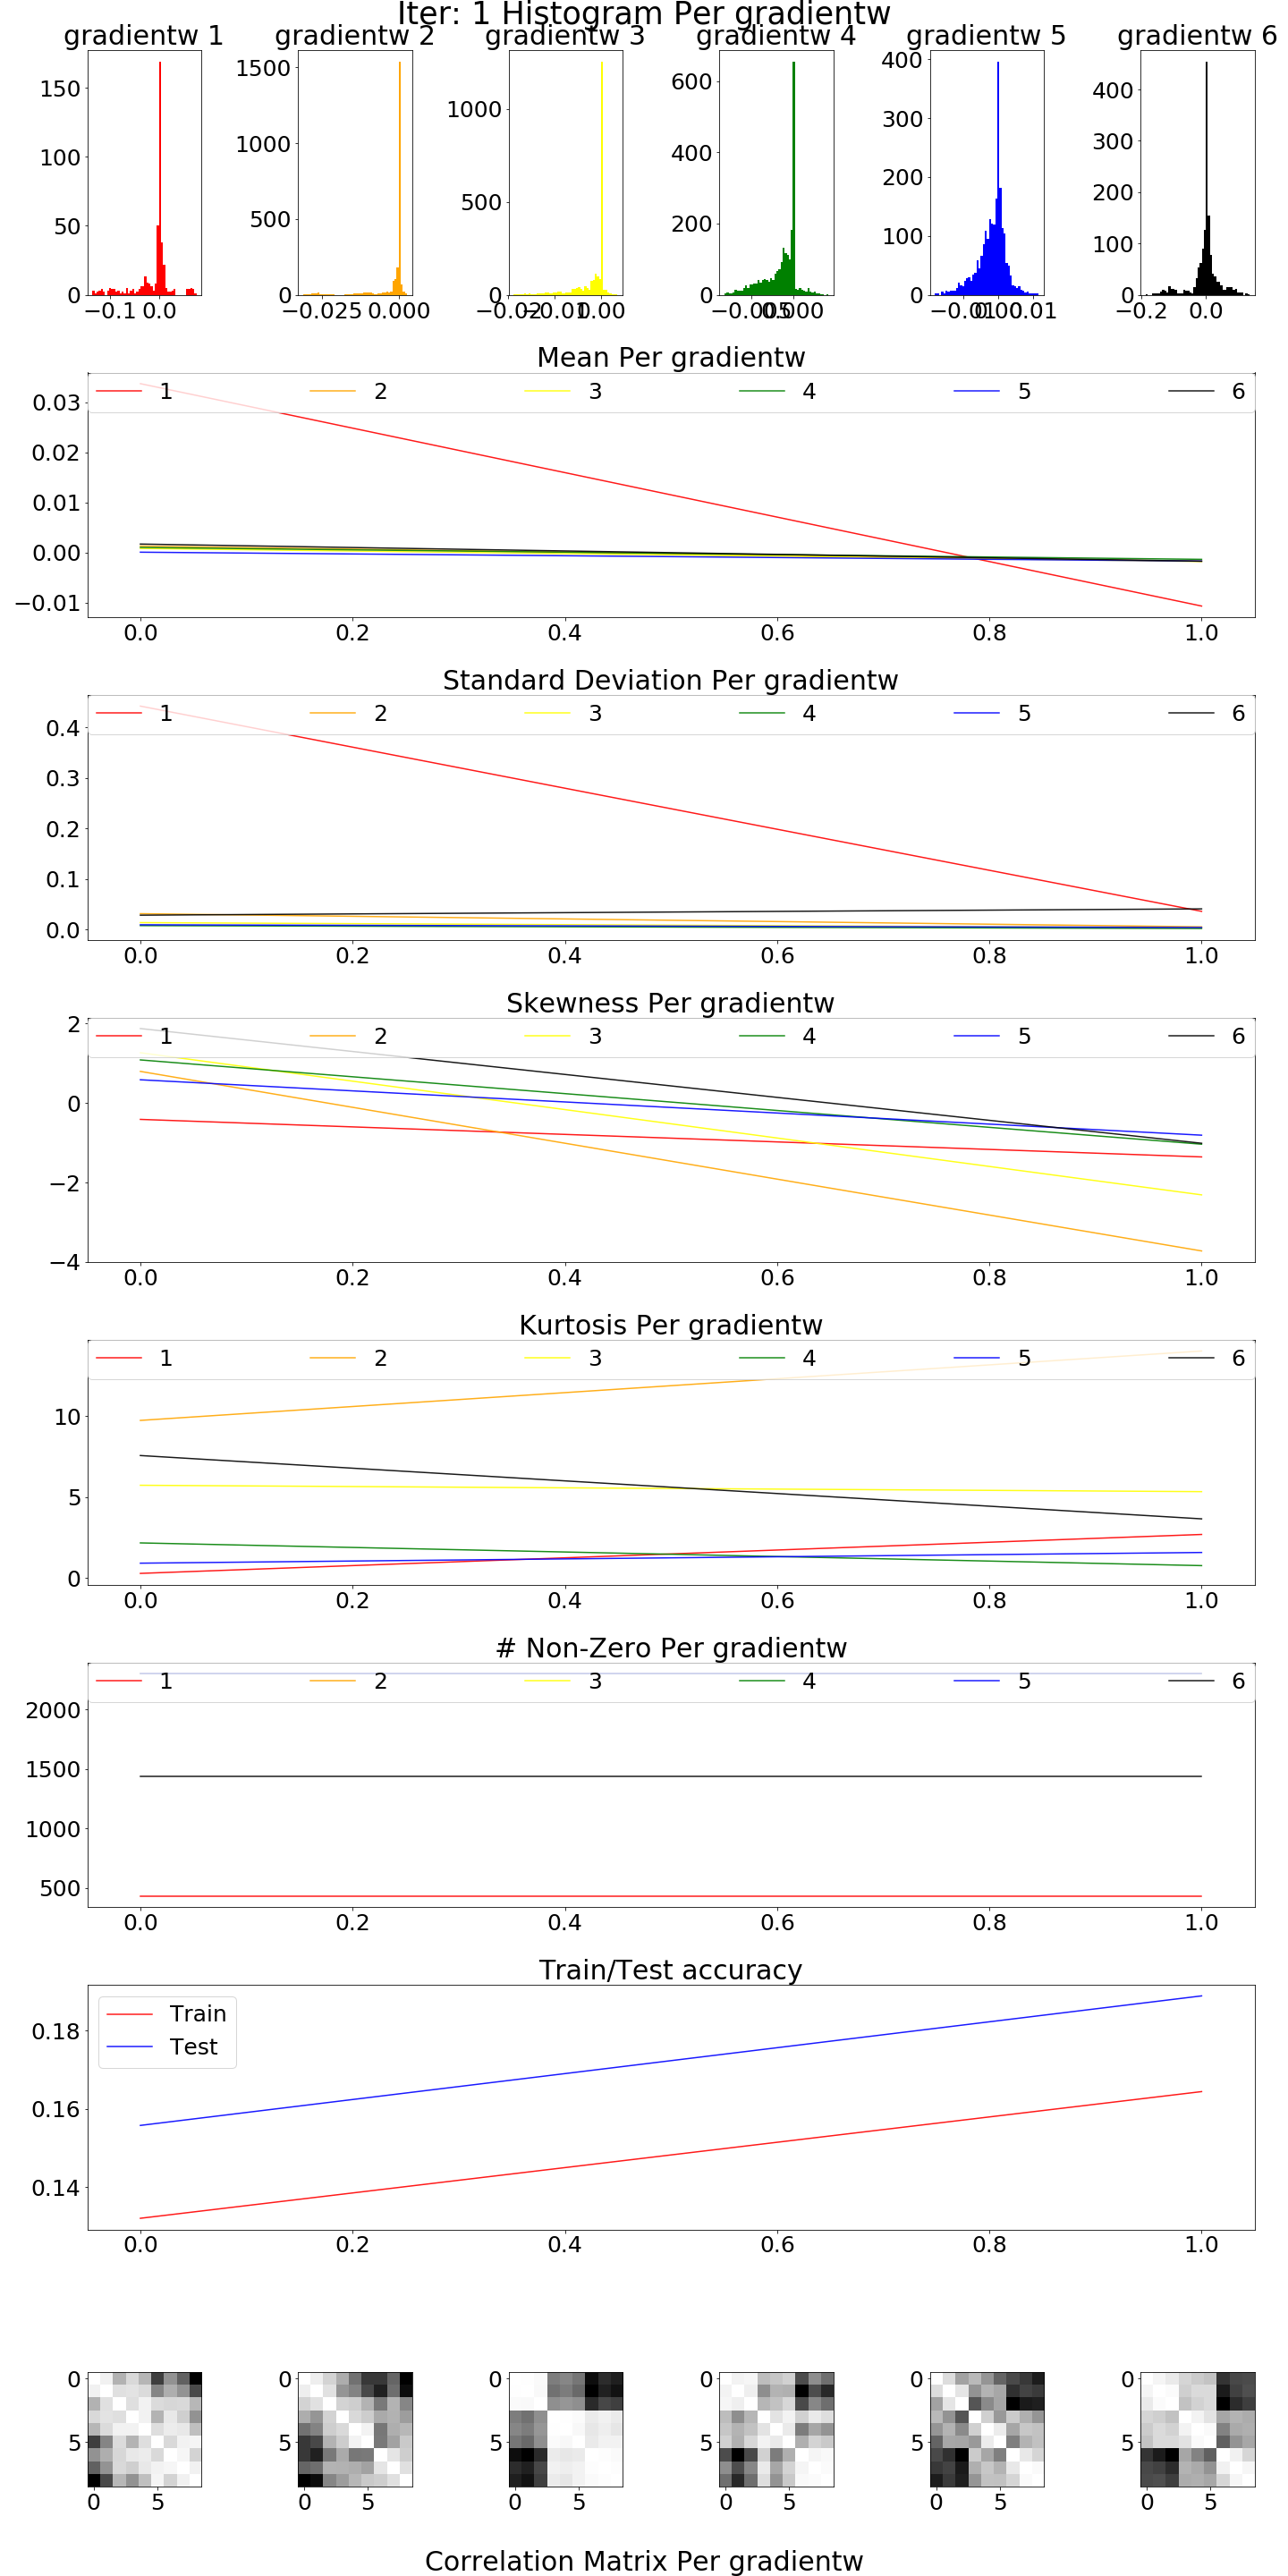 Iter: 1 Histogram Per gradientw
gradientw 1 gradientw 2 gradientw 3 gradientw 4 gradientw 5 gradientw 6
150
100
50
0
−0.1 0.0
1500
1000
500
0
−0.025 0.000
1000
500
0
−0.02 −0.01 0.00
600
400
200
0
−0.005 0.000
400
300
200
100
0
−0.01 0.00 0.01
400
300
200
100
0
−0.2 0.0
Mean Per gradientw
1 2 3 4 5 6
0.03
0.02
0.01
0.00
−0.01
0.0 0.2 0.4 0.6 0.8 1.0
Standard Deviation Per gradientw
1 2 3 4 5 6
0.4
0.3
0.2
0.1
0.0
0.0 0.2 0.4 0.6 0.8 1.0
Skewness Per gradientw
1 2 3 4 5 6
2
0
−2
−4
0.0 0.2 0.4 0.6 0.8 1.0
Kurtosis Per gradientw
1 2 3 4 5 6
10
5
0
0.0 0.2 0.4 0.6 0.8 1.0
# Non-Zero Per gradientw
1 2 3 4 5 6
2000
1500
1000
500
0.0 0.2 0.4 0.6 0.8 1.0
Train/Test accuracy
Train
Test
0.18
0.16
0.14
0.0 0.2 0.4 0.6 0.8 1.0
0 0 0 0 0 0
5 5 5 5 5 5
0 5 0 5 0 5 0 5 0 5 0 5
Correlation Matrix Per gradientw